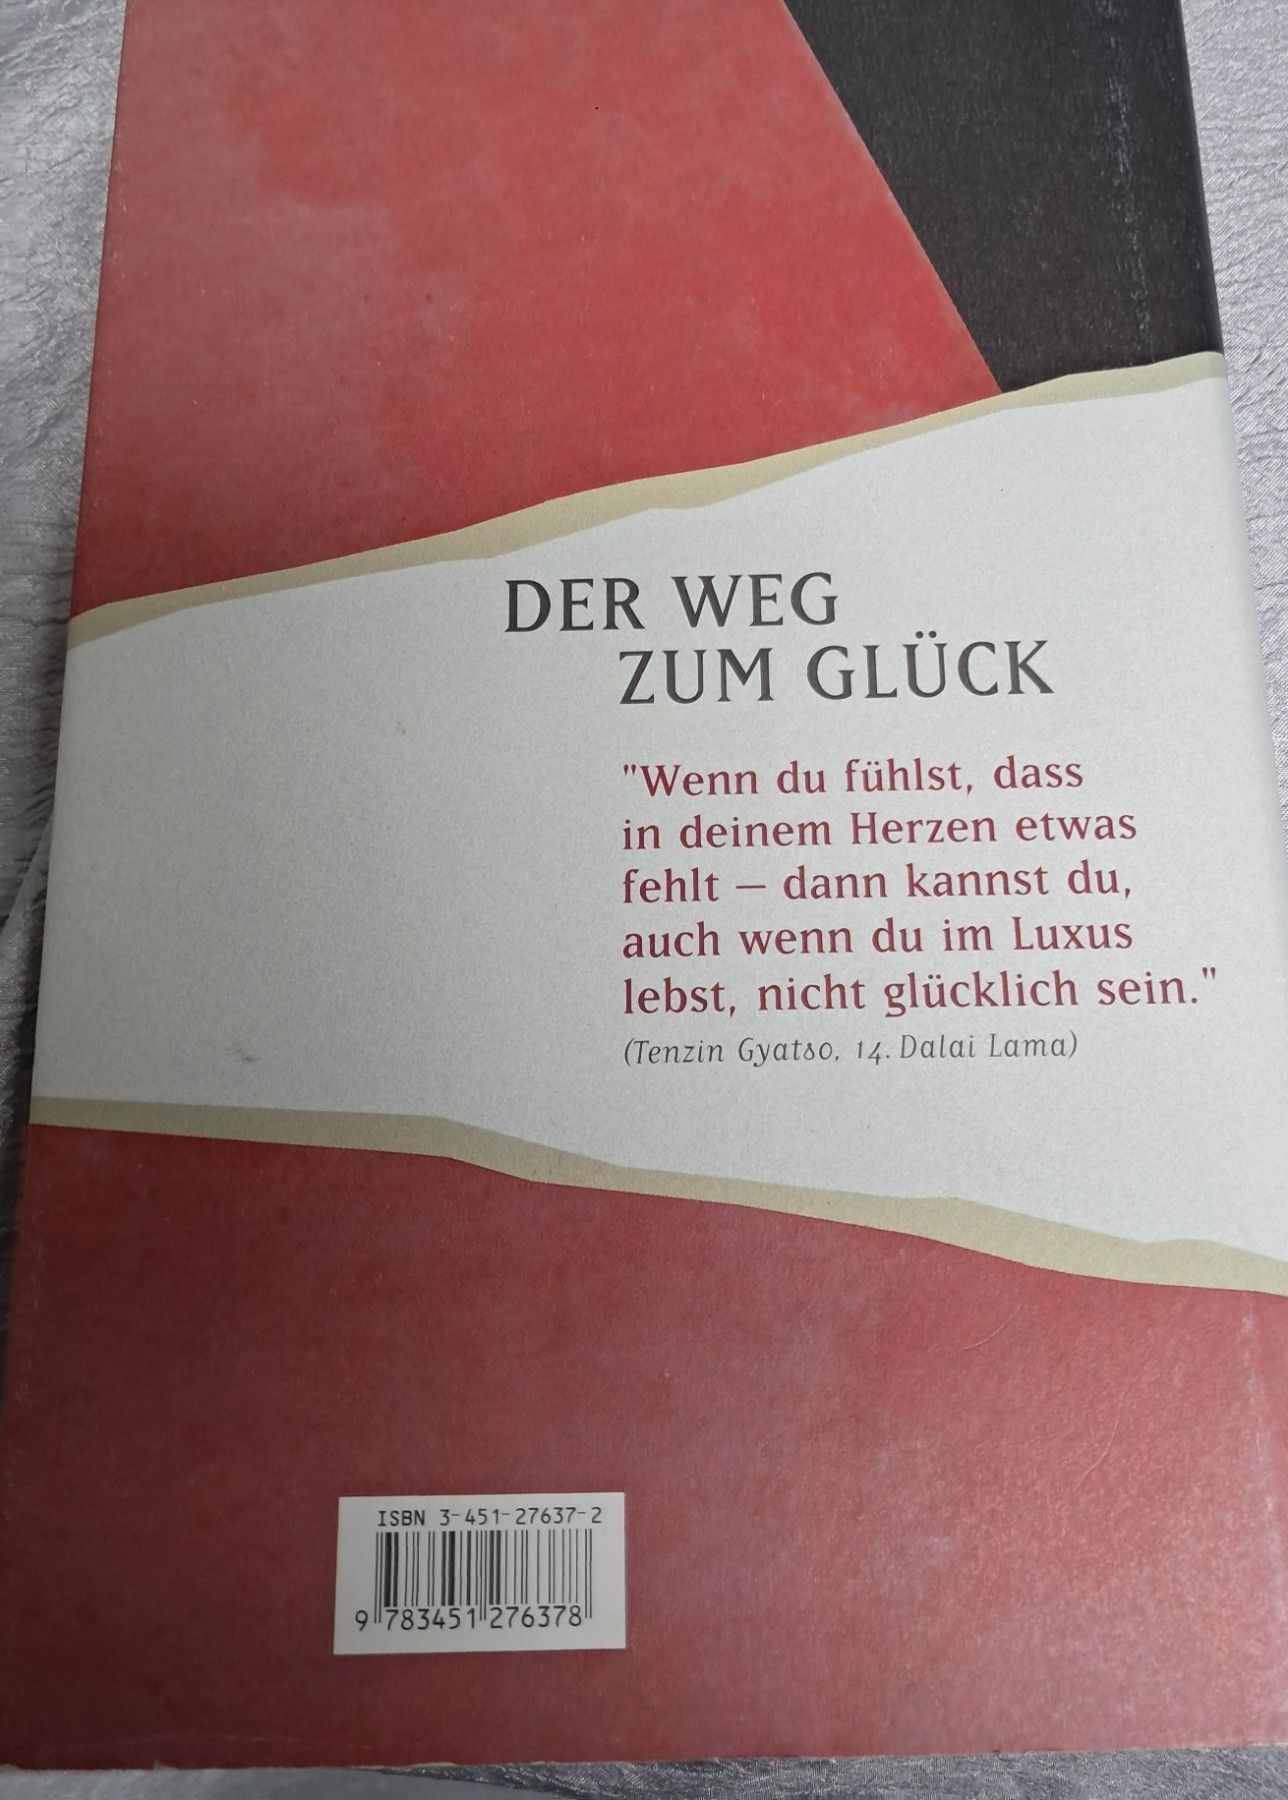 DER WEG
ZUM GLÜCK
"Wenn du fühlst, dass
in deinem Herzen etwas
fehlt – dann kannst du,
auch wenn du im Luxus
lebst, nicht glücklich sein."
(Tenzin Gyatso, 14. Dalai Lama)
ISBN 3-451-27637-2
9 783451 276378